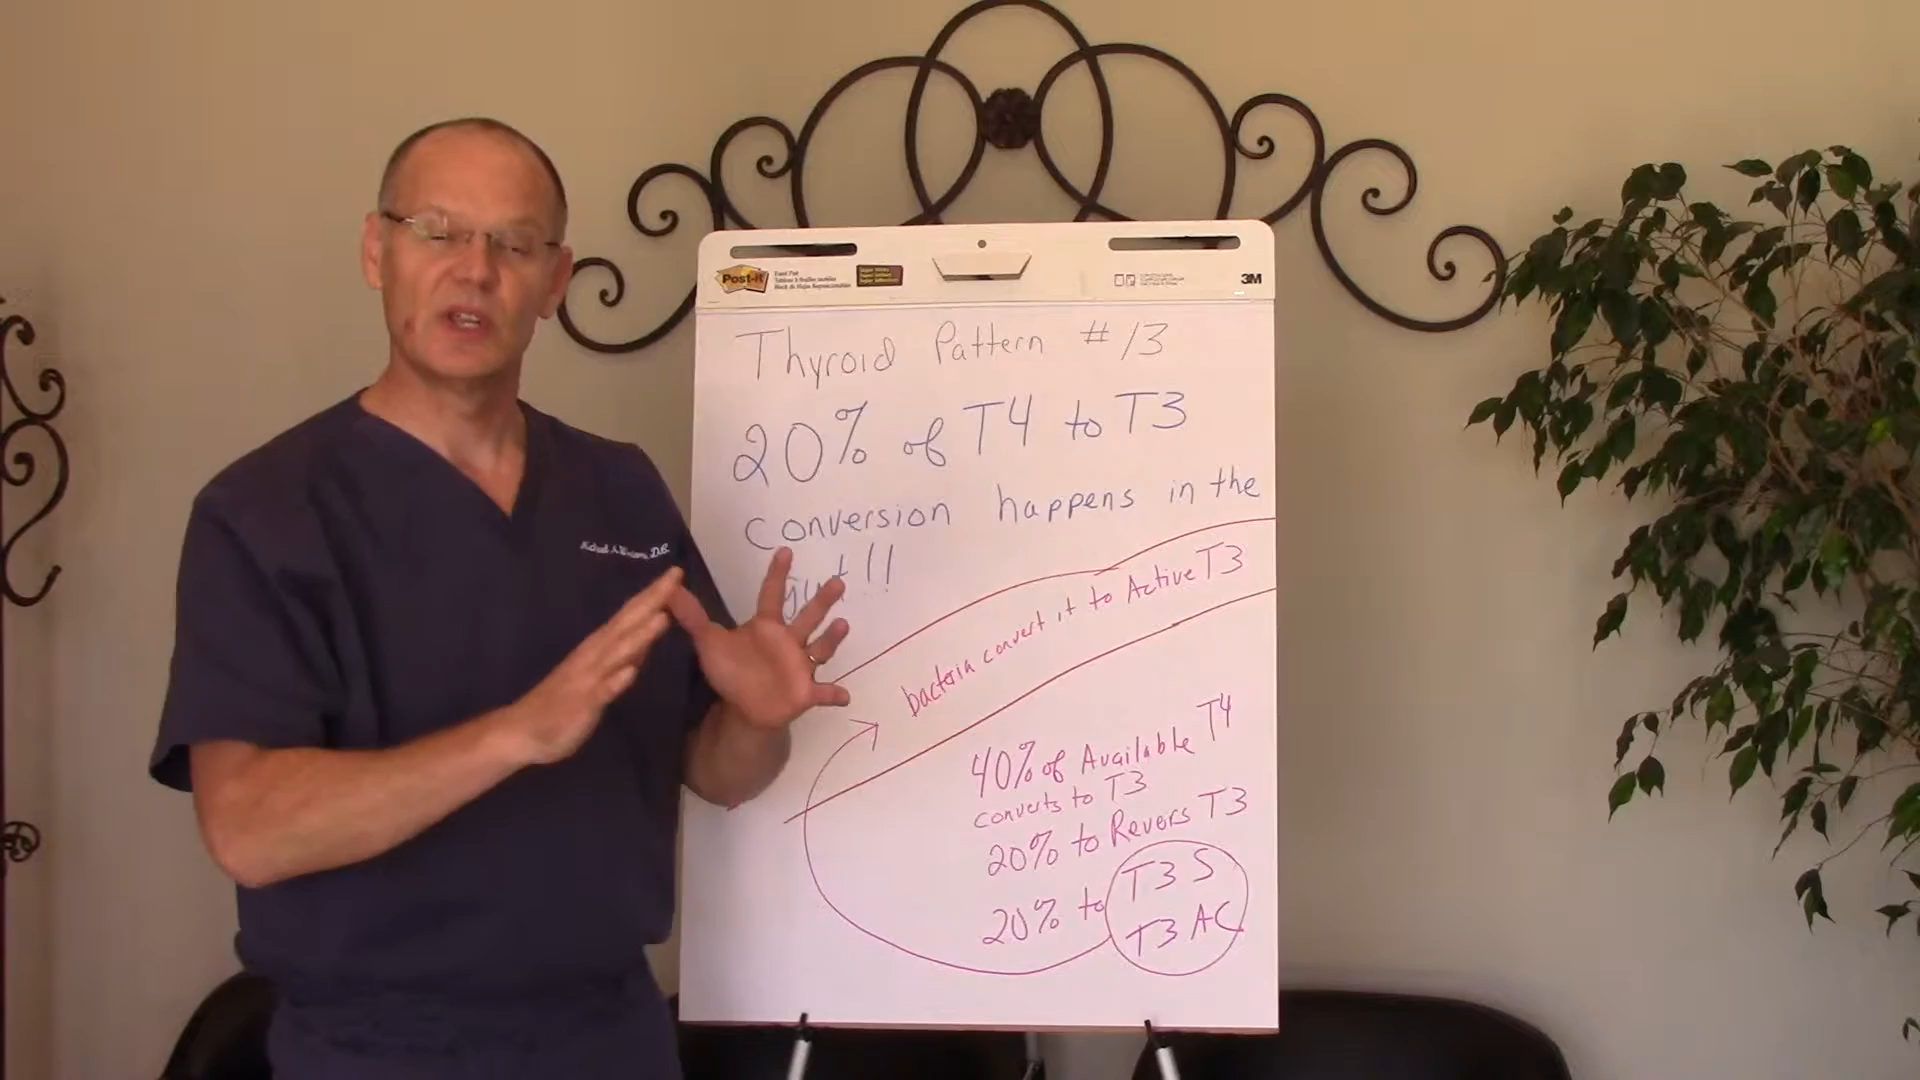 Post-it
3M
Thyroid Pattern #13
20% of T4 to T3
conversion happens in the
gut!!
bacteria convert it to Active T3
40% of Available T4
converts to T3
20% to Revers T3
20% to T3 S
T3 AC